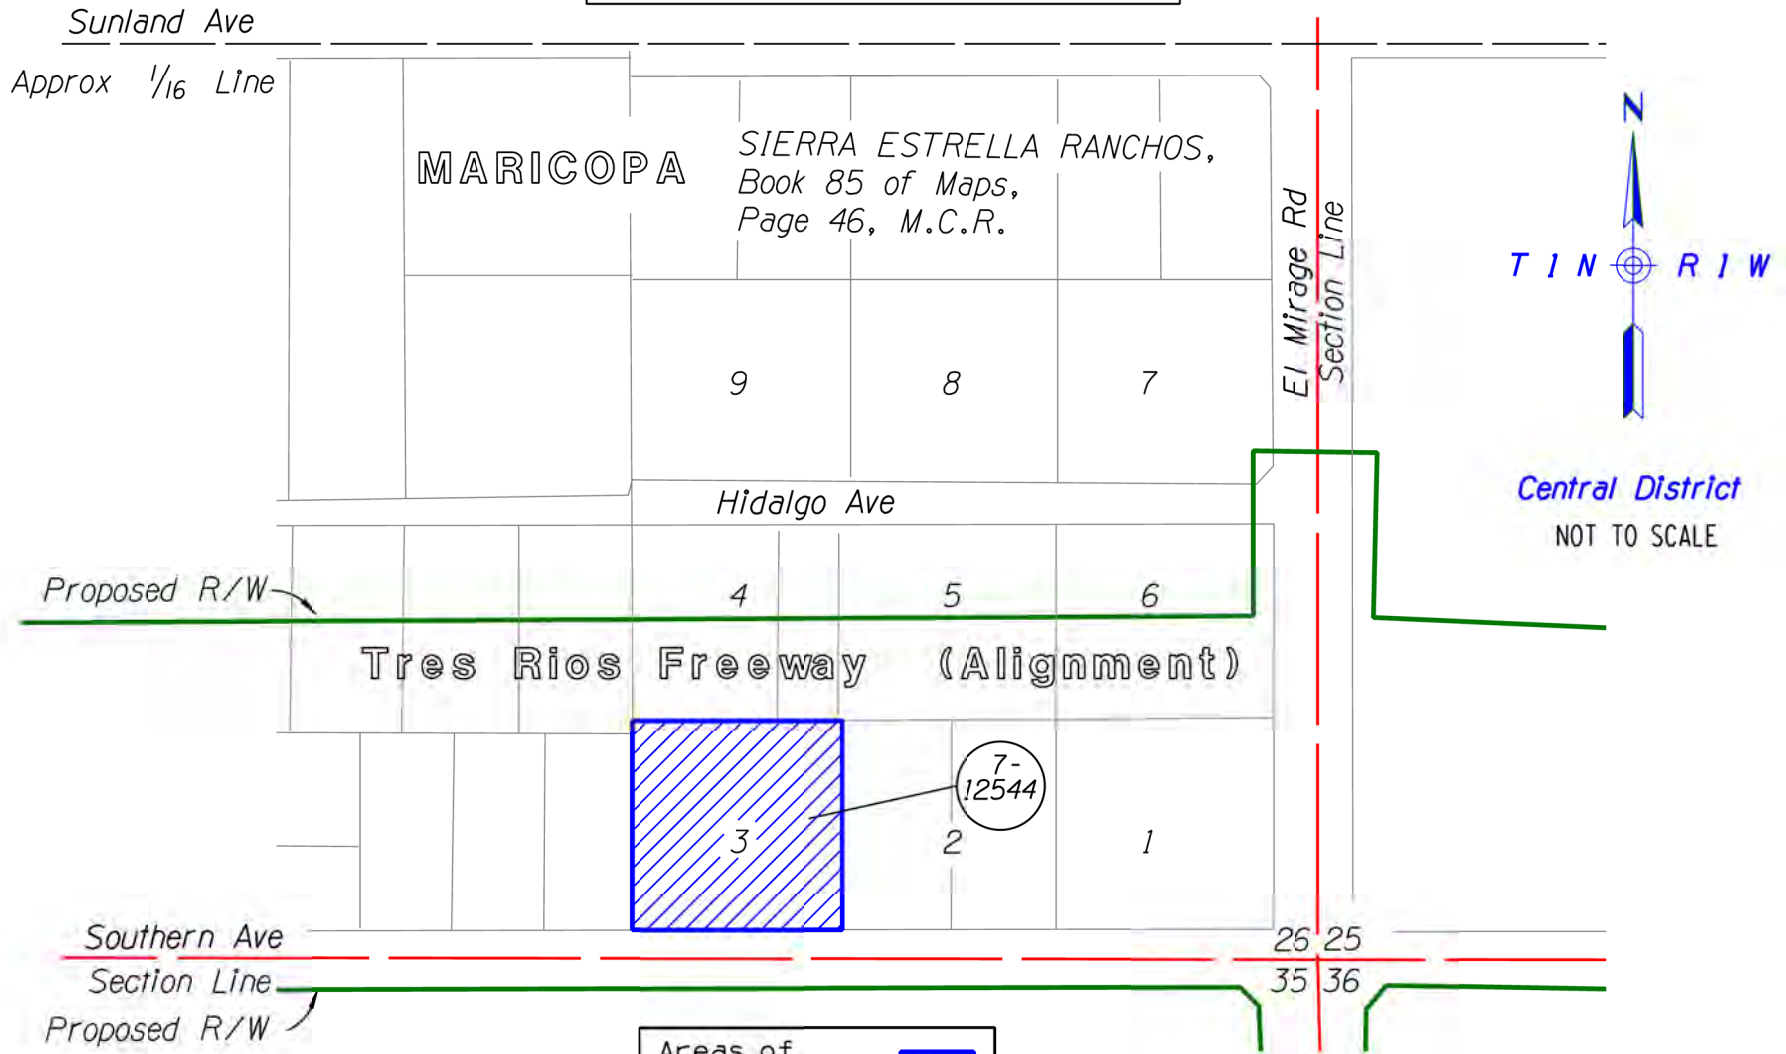 Sunland Ave
Approx 1/16 Line
MARICOPA
SIERRA ESTRELLA RANCHOS,
Book 85 of Maps,
Page 46, M.C.R.
El Mirage Rd
Section Line
N
T 1 N R 1 W
Central District
NOT TO SCALE
9 8 7
Hidalgo Ave
Proposed R/W
4 5 6
Tres Rios Freeway (Alignment)
7-
12544
3 2 1
Southern Ave
Section Line
Proposed R/W
26 25
35 36
Areas of